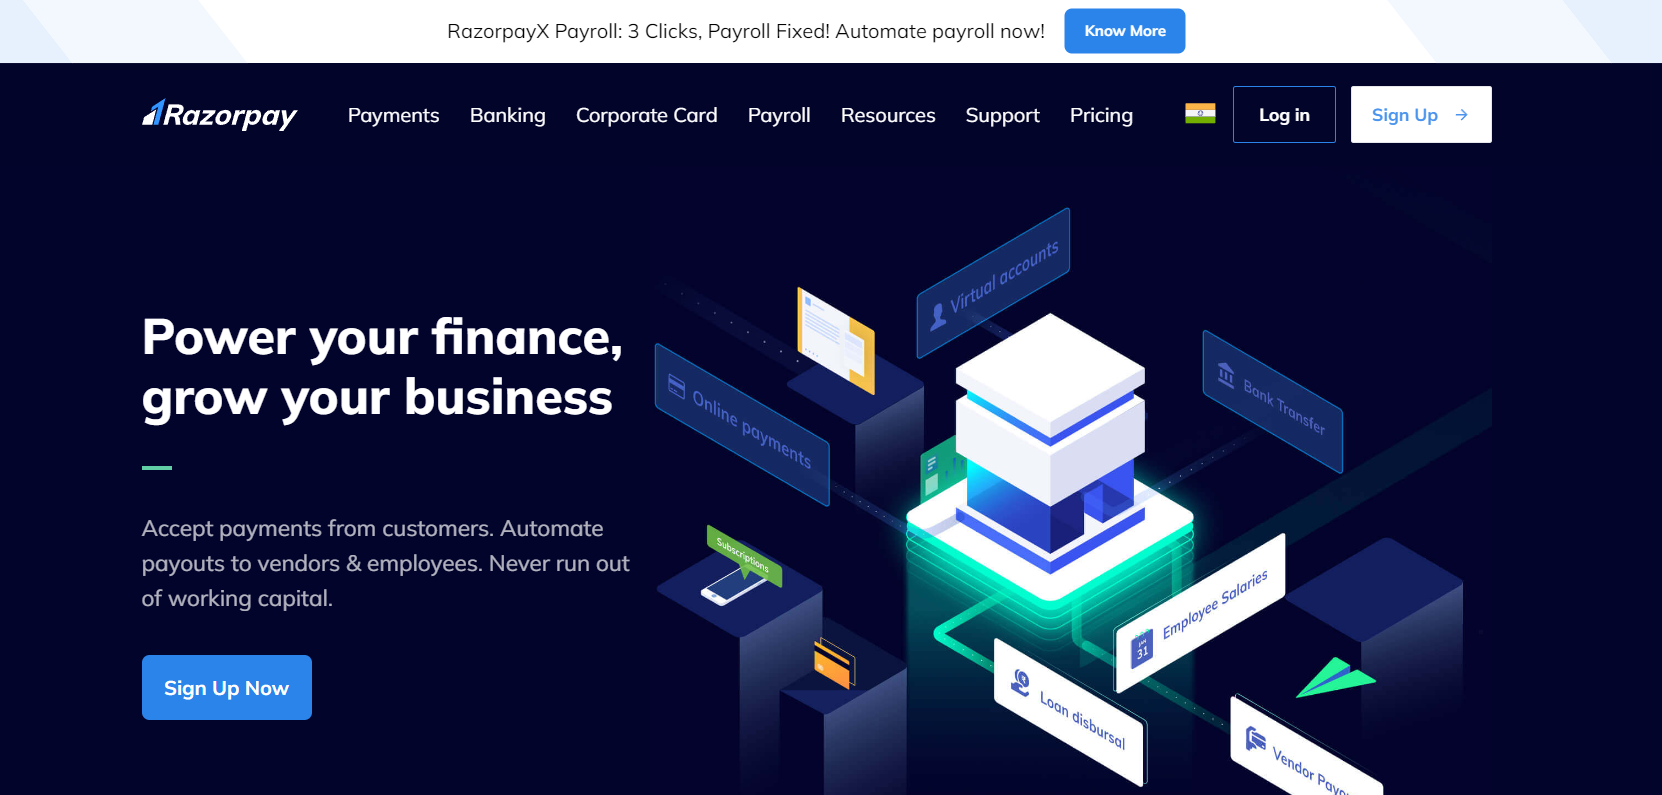 RazorpayX Payroll: 3 Clicks, Payroll Fixed! Automate payroll now!
Know More
Razorpay
Payments
Banking
Corporate Card
Payroll
Resources
Support
Pricing
Log in
Sign Up
Power your finance,
grow your business
Accept payments from customers. Automate
payouts to vendors & employees. Never run out
of working capital.
Sign Up Now
Virtual accounts
Online payments
Bank Transfer
Subscriptions
Employee Salaries
JAN
31
Loan disbursal
Vendor